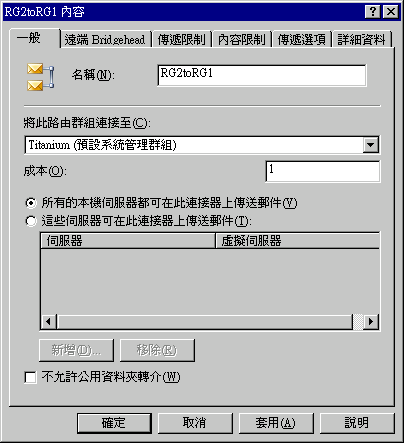 RG2toRG1 內容
一般 遠端 Bridgehead 傳遞限制 內容限制 傳遞選項 詳細資料
名稱(N): RG2toRG1
將此路由群組連接至(C):
Titanium (預設系統管理群組)
成本(O): 1
所有的本機伺服器都可在此連接器上傳送郵件(V)
這些伺服器可在此連接器上傳送郵件(T):
伺服器 虛擬伺服器
新增(D)... 移除(R)
不允許公用資料夾轉介(W)
確定 取消 套用(A) 說明